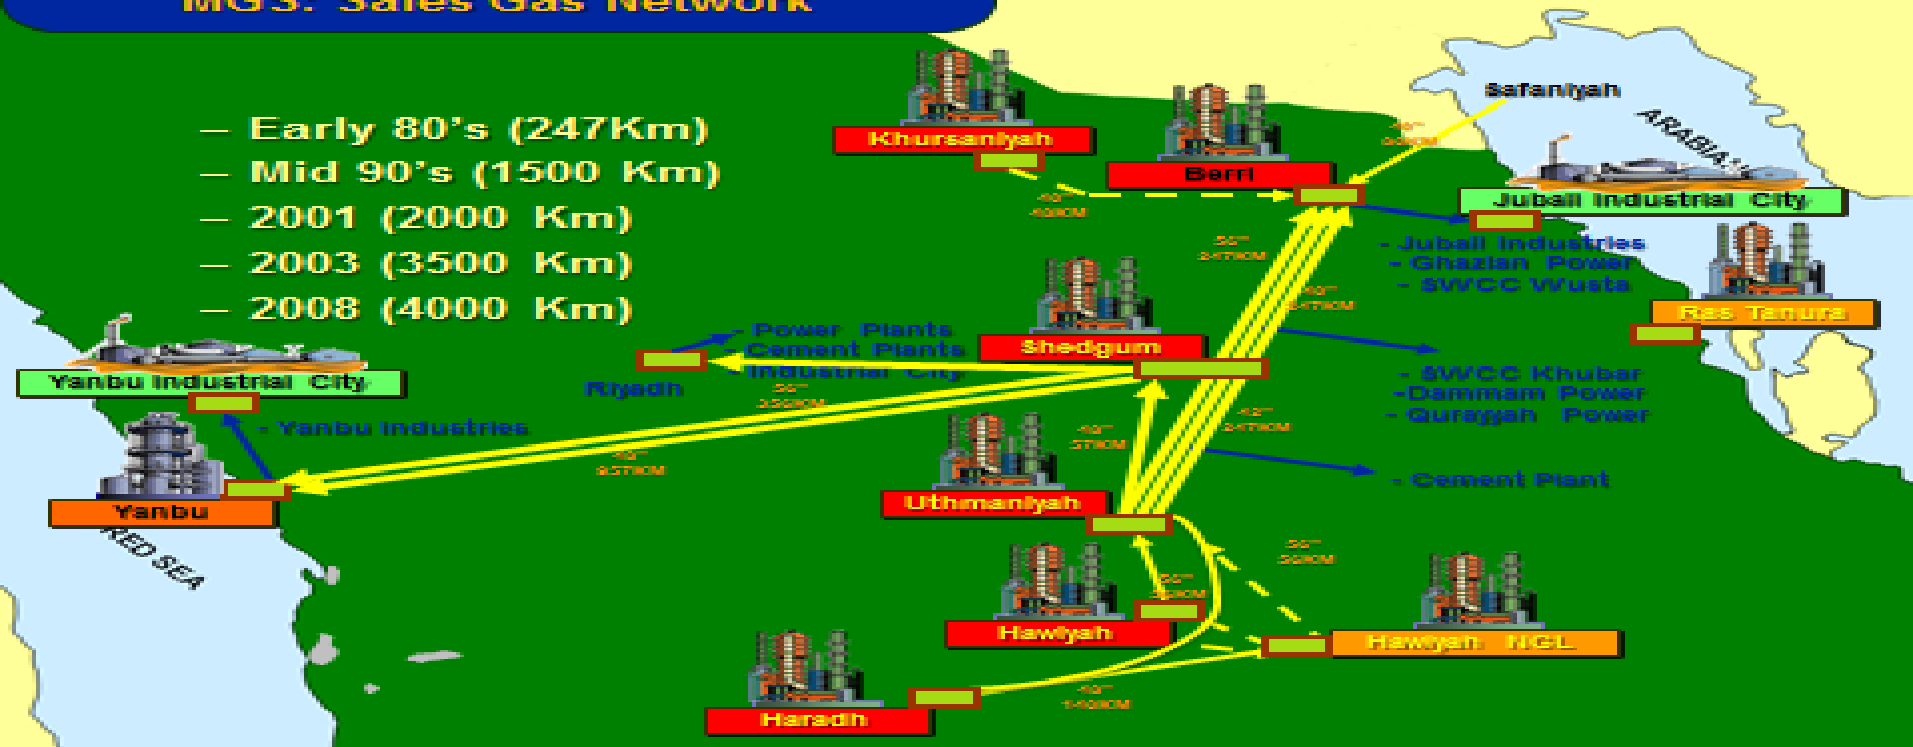 MGS: Sales Gas Network
– Early 80's (247Km)
– Mid 90's (1500 Km)
– 2001 (2000 Km)
– 2003 (3500 Km)
– 2008 (4000 Km)
Khursaniyah
Berri
Safaniyah
ARABIAN
Jubail Industrial City
- Jubail Industries
- Ghazlan Power
- SWCC Wusta
Ras Tanura
Shedgum
- Power Plants
- Cement Plants
- Industrial City
Riyadh
Yanbu Industrial City
- Yanbu Industries
Yanbu
RED SEA
- SWCC Khubar
-Dammam Power
- Qurayyah Power
- Cement Plant
Uthmaniyah
Hawiyah
Hawiyah NGL
Haradh